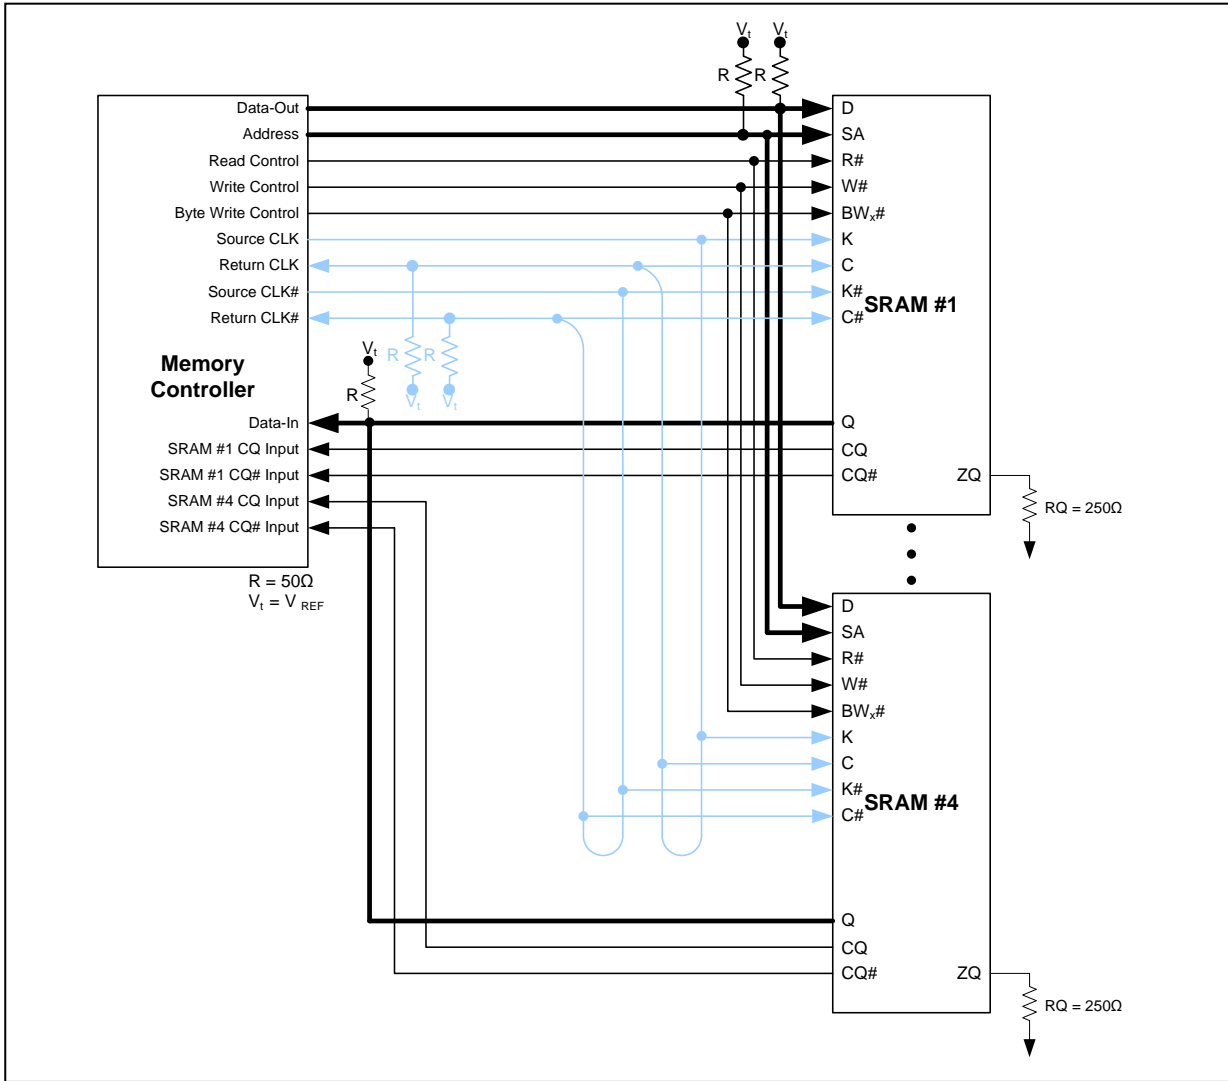 Vt Vt
R R
Data-Out
Address
Read Control
Write Control
Byte Write Control
Source CLK
Return CLK
Source CLK#
Return CLK#
Memory
Controller
Data-In
SRAM #1 CQ Input
SRAM #1 CQ# Input
SRAM #4 CQ Input
SRAM #4 CQ# Input
R = 50Ω
Vt = V REF
Vt
R
R R
Vt Vt
D
SA
R#
W#
BWx#
K
C
K#
C#
SRAM #1
Q
CQ
CQ#
ZQ
RQ = 250Ω
D
SA
R#
W#
BWx#
K
C
K#
C#
SRAM #4
Q
CQ
CQ#
ZQ
RQ = 250Ω